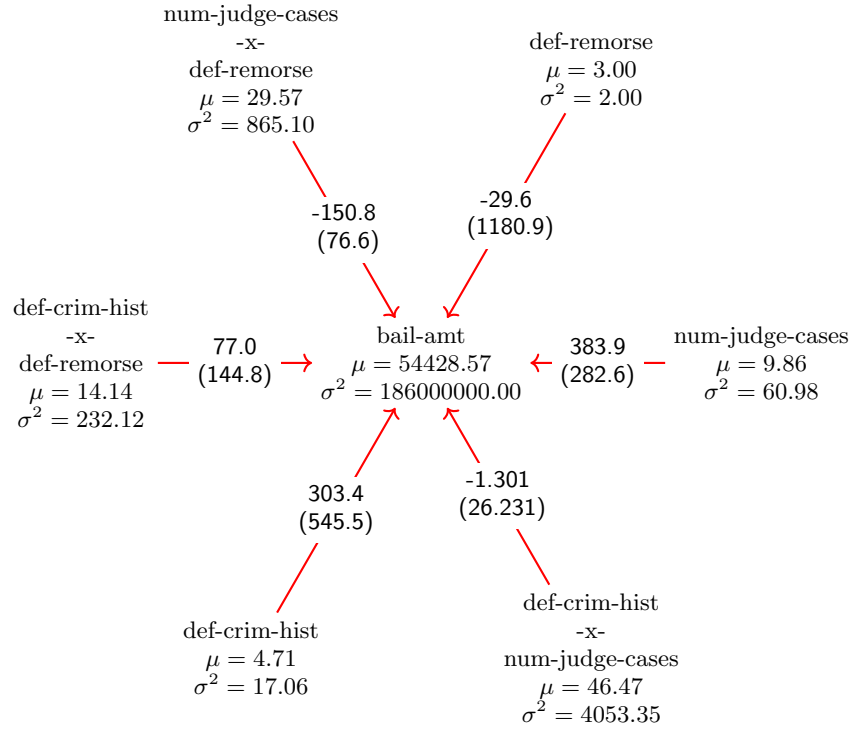 num-judge-cases
-x-
def-remorse
μ = 29.57
σ² = 865.10
def-remorse
μ = 3.00
σ² = 2.00
-150.8
(76.6)
-29.6
(1180.9)
def-crim-hist
-x-
def-remorse
μ = 14.14
σ² = 232.12
77.0
(144.8)
bail-amt
μ = 54428.57
σ² = 186000000.00
383.9
(282.6)
num-judge-cases
μ = 9.86
σ² = 60.98
303.4
(545.5)
-1.301
(26.231)
def-crim-hist
μ = 4.71
σ² = 17.06
def-crim-hist
-x-
num-judge-cases
μ = 46.47
σ² = 4053.35